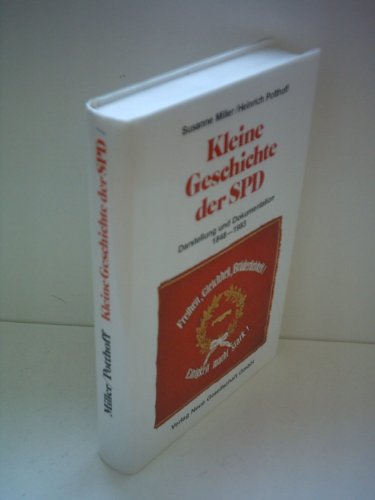 Susanne Miller/Heinrich Potthoff
Kleine
Geschichte
der SPD
Darstellung und Dokumentation
1848–1983
Freiheit, Gleichheit, Brüderlichkeit!
Einigkeit macht stark!
Verlag Neue Gesellschaft GmbH
Miller/Potthoff Kleine Geschichte der SPD